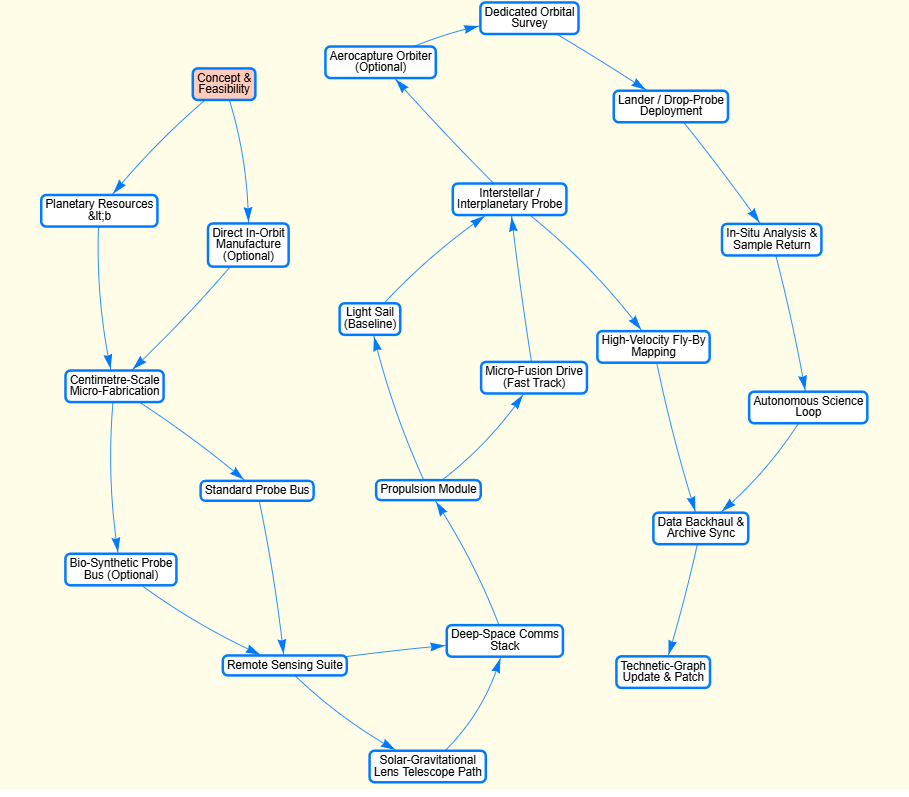 Dedicated Orbital
Survey
Aerocapture Orbiter
(Optional)
Concept &
Feasibility
Lander / Drop-Probe
Deployment
Interstellar /
Interplanetary Probe
Planetary Resources
&lt;b
Direct In-Orbit
Manufacture
(Optional)
In-Situ Analysis &
Sample Return
Light Sail
(Baseline)
High-Velocity Fly-By
Mapping
Micro-Fusion Drive
(Fast Track)
Centimetre-Scale
Micro-Fabrication
Autonomous Science
Loop
Standard Probe Bus
Propulsion Module
Data Backhaul &
Archive Sync
Bio-Synthetic Probe
Bus (Optional)
Deep-Space Comms
Stack
Remote Sensing Suite
Technetic-Graph
Update & Patch
Solar-Gravitational
Lens Telescope Path